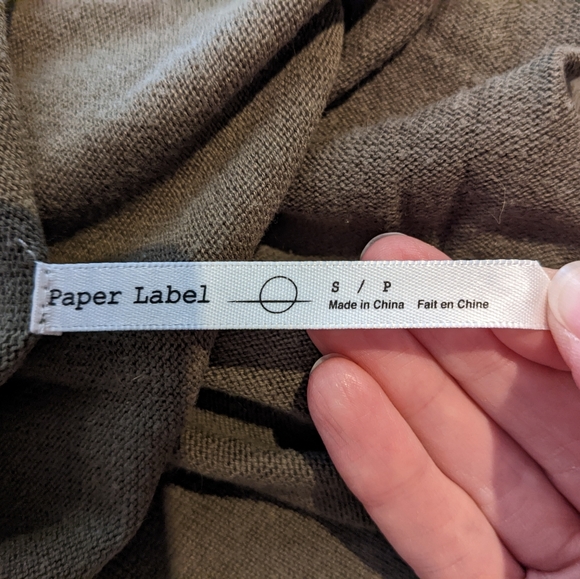 Paper Label
S / P
Made in China Fait en Chine